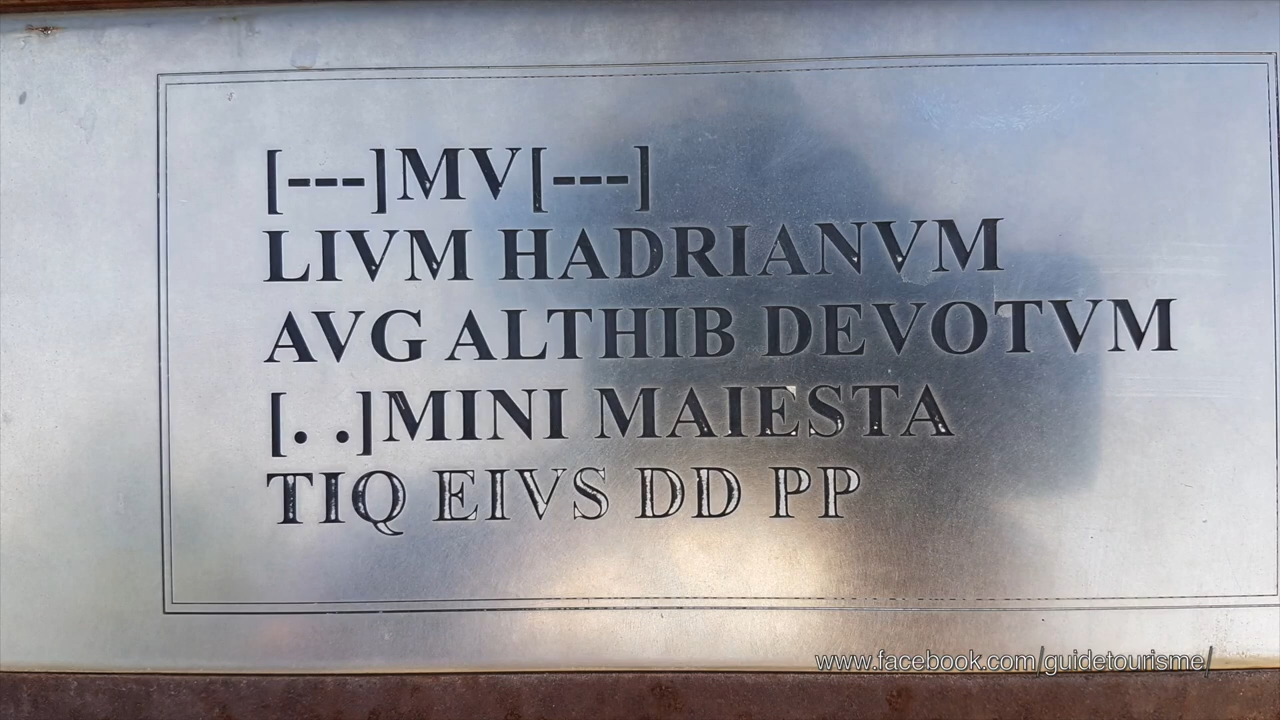 [---]MV[---]
LIVM HADRIANVM
AVG ALTHIB DEVOTVM
[. .]MINI MAIESTA
TIQ EIVS DD PP
www.facebook.com/guidetourisme/